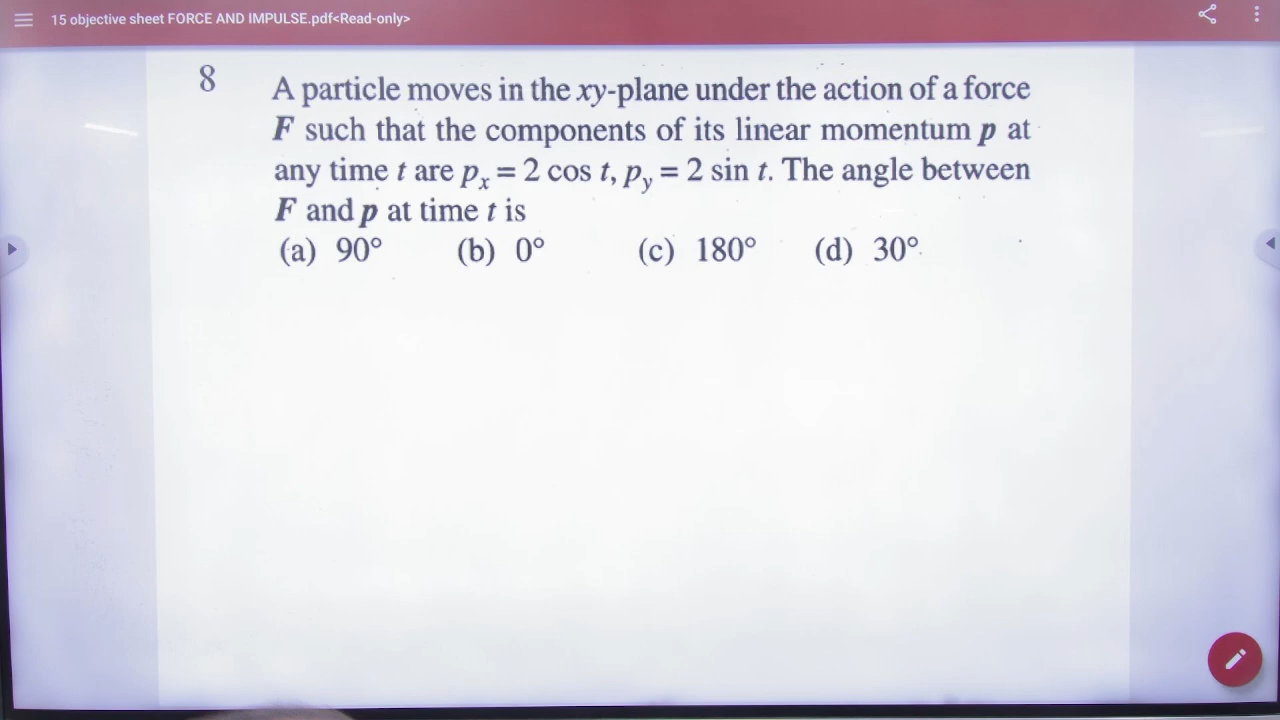 15 objective sheet FORCE AND IMPULSE.pdf<Read-only>
8
A particle moves in the xy-plane under the action of a force
F such that the components of its linear momentum p at
any time t are pₓ = 2 cos t, p_y = 2 sin t. The angle between
F and p at time t is
(a) 90° (b) 0° (c) 180° (d) 30°.